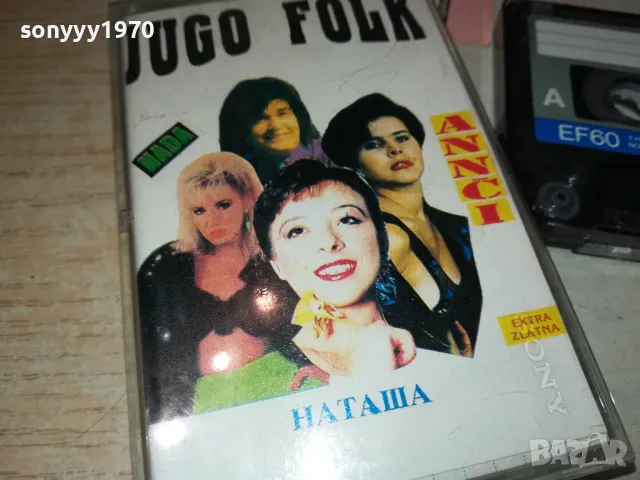 sonyyy1970
JUGO FOLK
NADA
ANNCI
A
EF60
EXTRA
ZLATNA
SONY
НАТАША
BAZAR